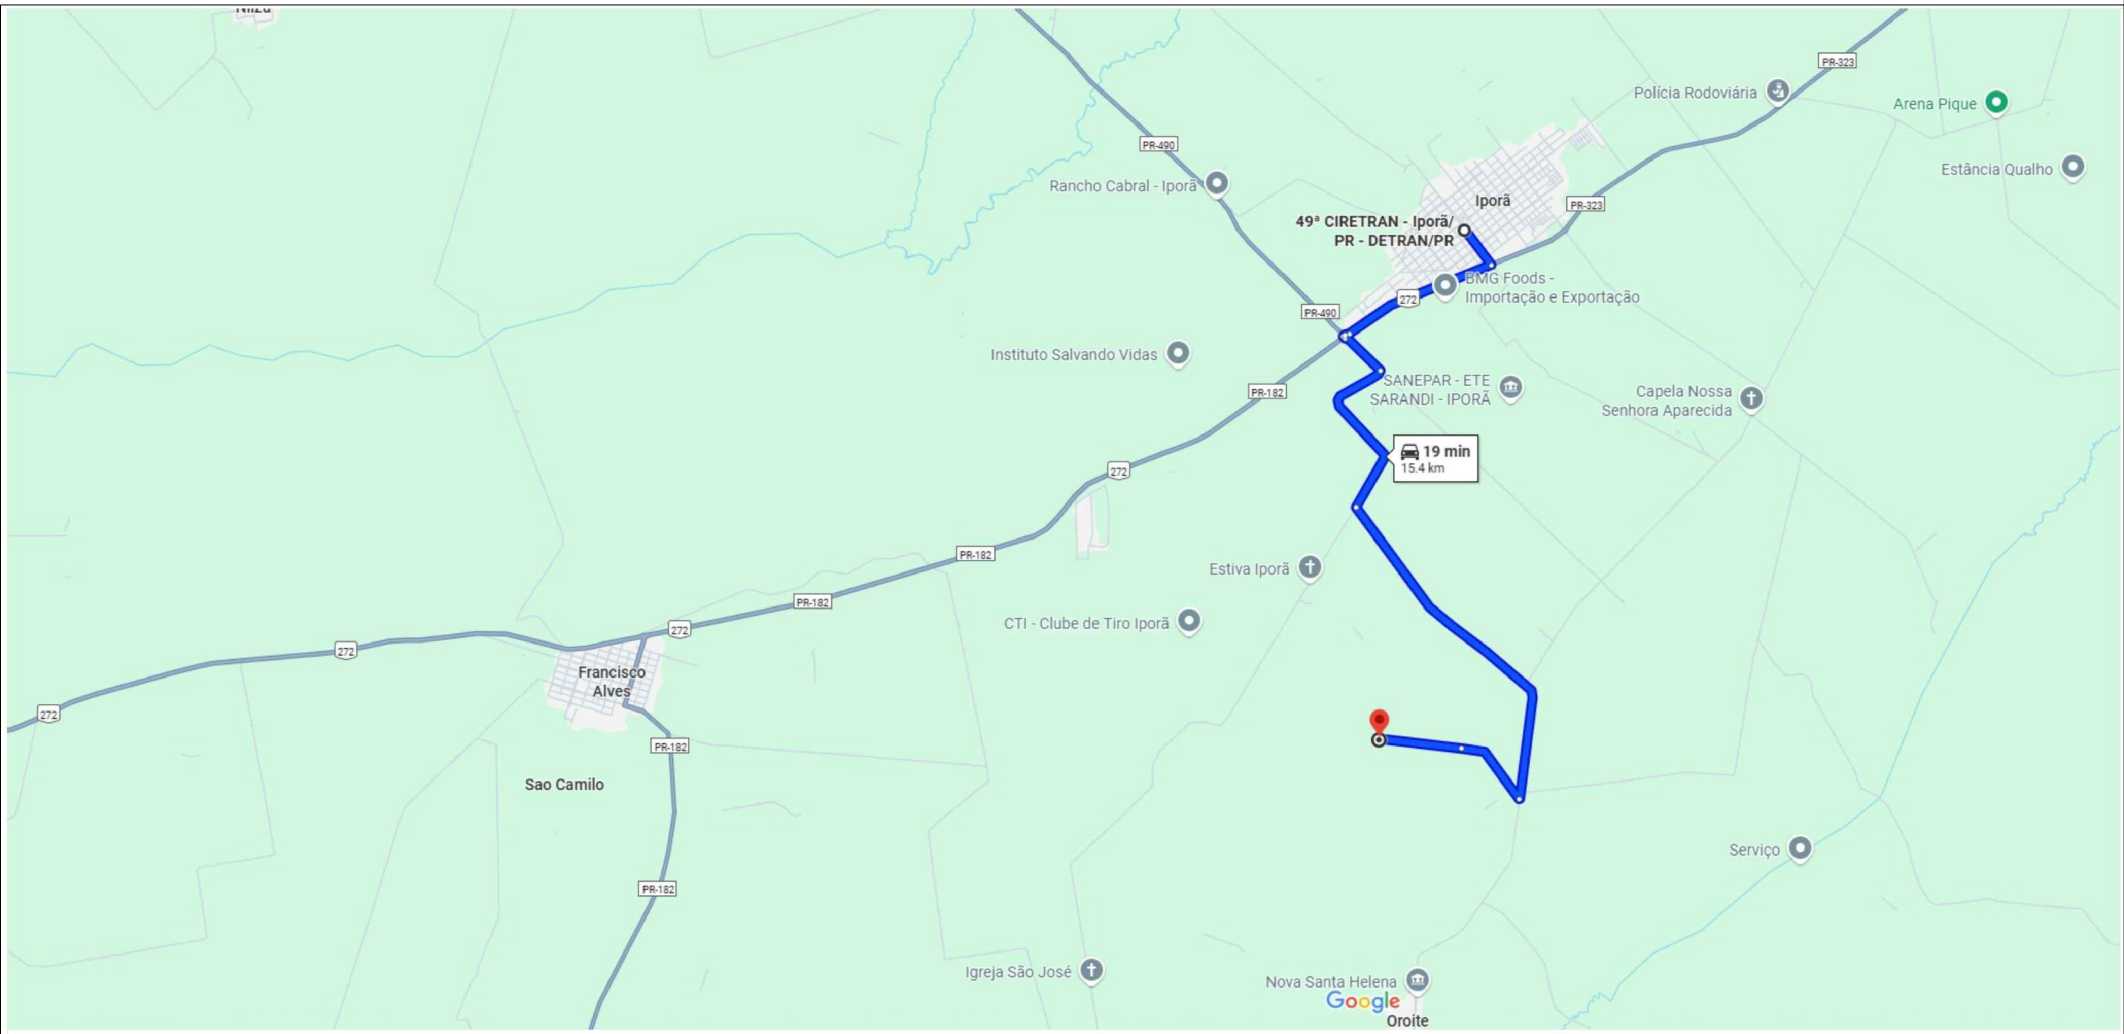 Nilza
PR-323
Polícia Rodoviária
Arena Pique
PR-490
Estância Qualho
Rancho Cabral - Iporã
Iporã
PR-323
49ª CIRETRAN - Iporã/
PR - DETRAN/PR
BMG Foods -
Importação e Exportação
272
PR-490
Instituto Salvando Vidas
SANEPAR - ETE
SARANDI - IPORÃ
PR-182
Capela Nossa
Senhora Aparecida
19 min
15.4 km
272
PR-182
Estiva Iporã
PR-182
CTI - Clube de Tiro Iporã
272
272
Francisco
Alves
272
PR-182
Sao Camilo
Serviço
PR-182
Igreja São José
Nova Santa Helena
Google
Oroite